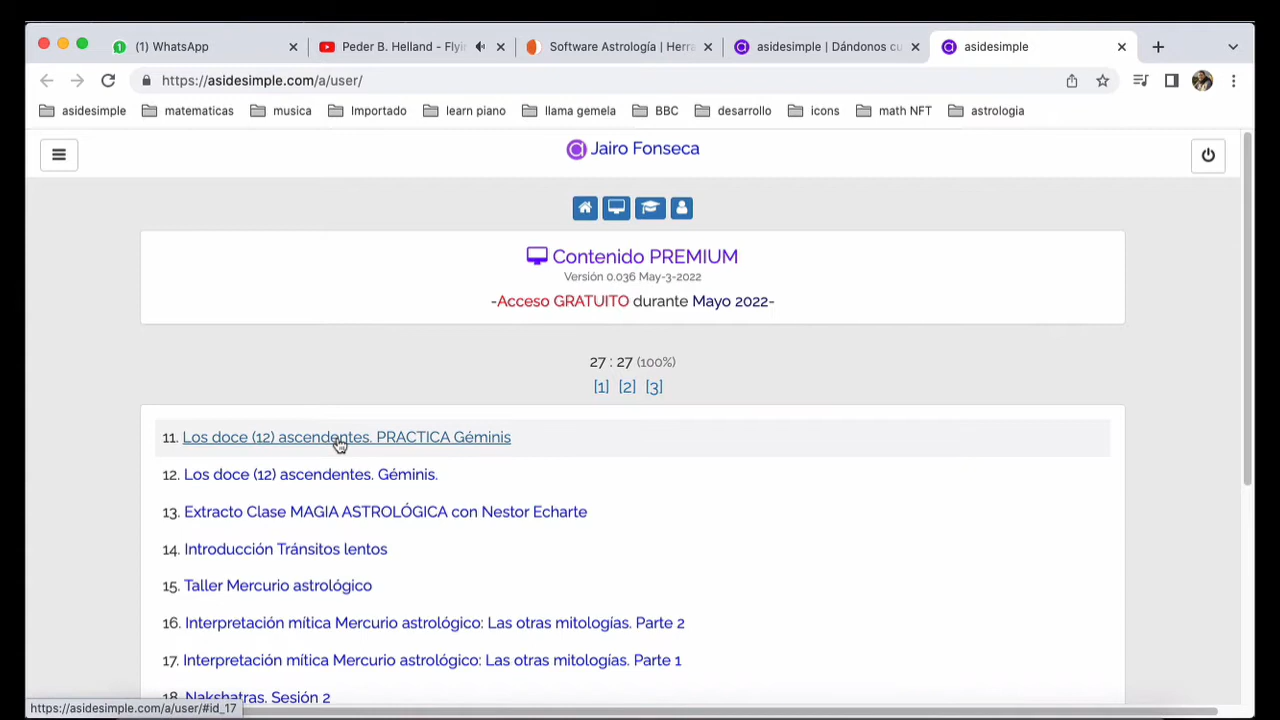 (1) WhatsApp
Peder B. Helland - Flyin
Software Astrología | Herra
asidesimple | Dándonos cu
asidesimple
https://asidesimple.com/a/user/
asidesimple
matematicas
musica
Importado
learn piano
llama gemela
BBC
desarrollo
icons
math NFT
astrologia
Jairo Fonseca
Contenido PREMIUM
Versión 0.036 May-3-2022
-Acceso GRATUITO durante Mayo 2022-
27 : 27 (100%)
[1] [2] [3]
11. Los doce (12) ascendentes. PRACTICA Géminis
12. Los doce (12) ascendentes. Géminis.
13. Extracto Clase MAGIA ASTROLÓGICA con Nestor Echarte
14. Introducción Tránsitos lentos
15. Taller Mercurio astrológico
16. Interpretación mítica Mercurio astrológico: Las otras mitologías. Parte 2
17. Interpretación mítica Mercurio astrológico: Las otras mitologías. Parte 1
18. Nakshatras. Sesión 2
https://asidesimple.com/a/user/#id_17